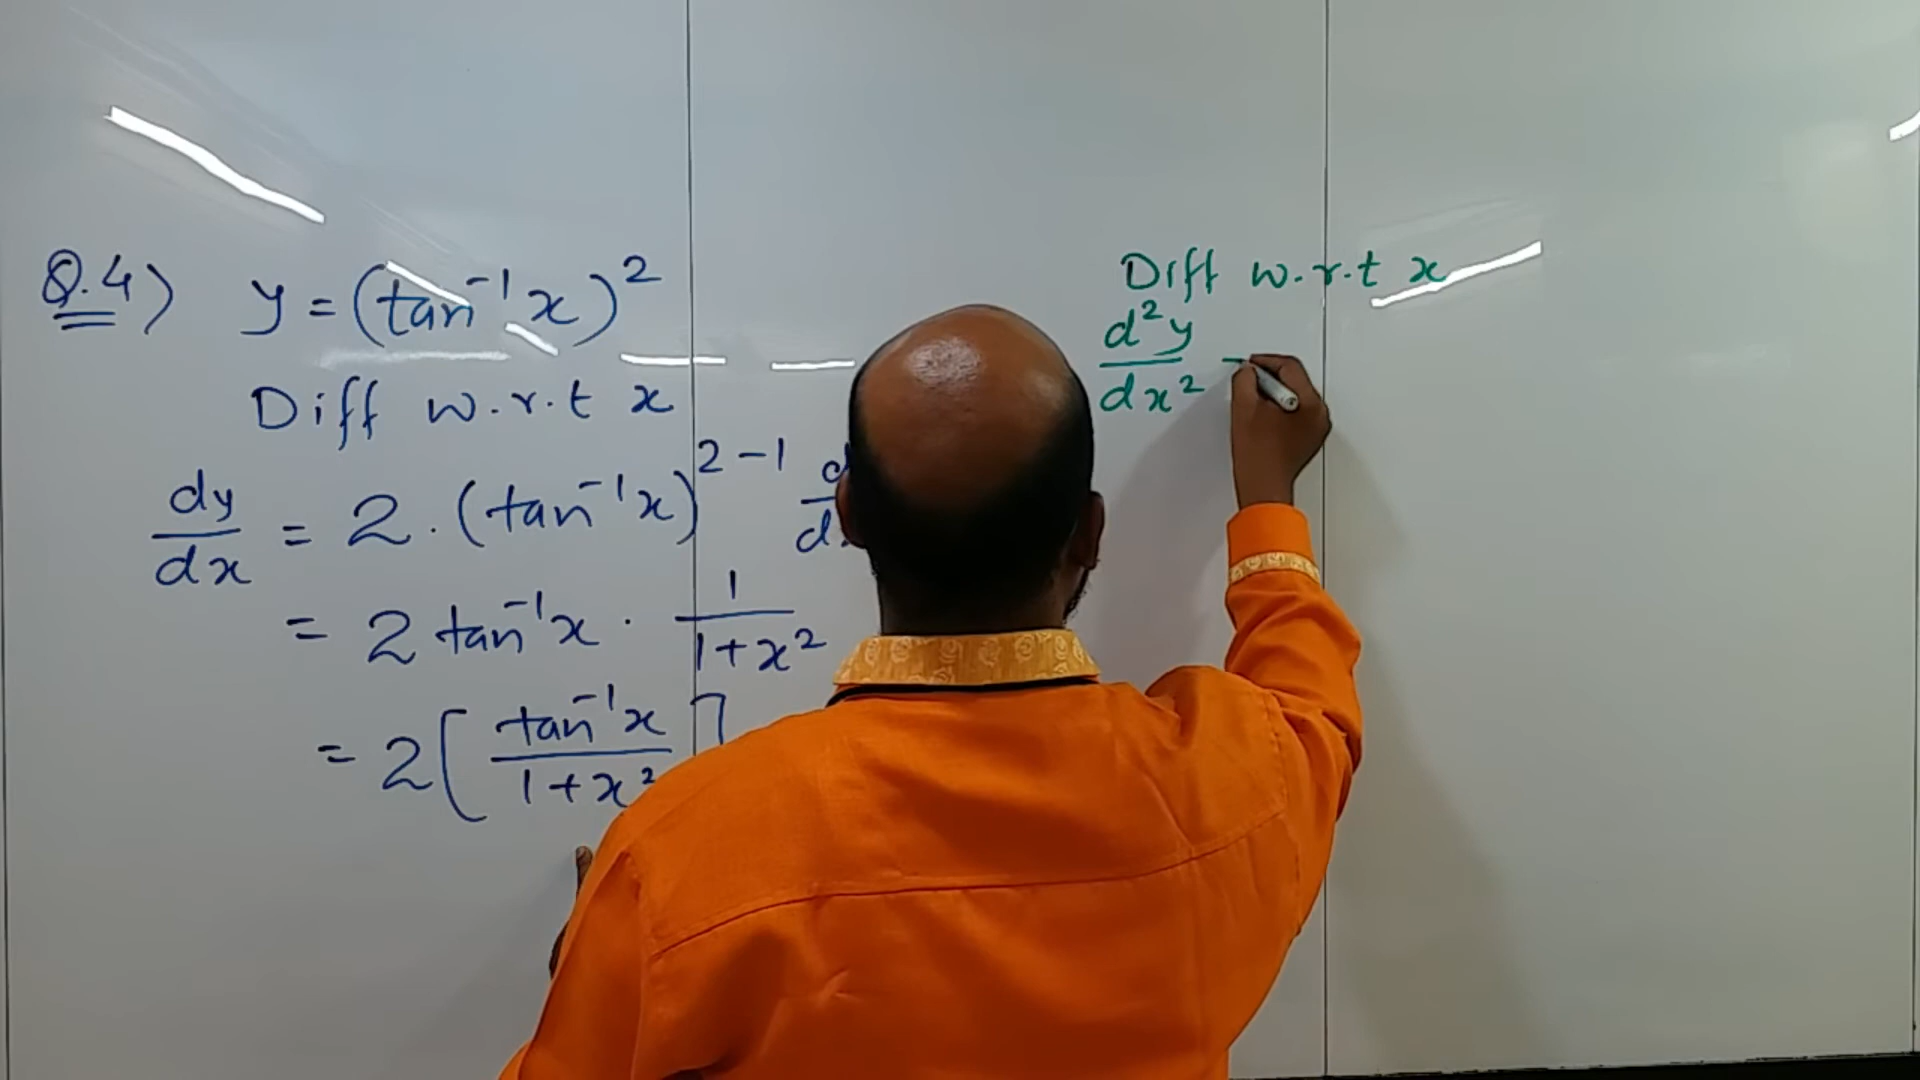 Q.4) y = (tan⁻¹x)²
Diff w.r.t x
dy/dx = 2 . (tan⁻¹x)²⁻¹ d/d
= 2 tan⁻¹x . 1/1+x²
= 2[tan⁻¹x/1+x²]
Diff w.r.t x
d²y/dx²